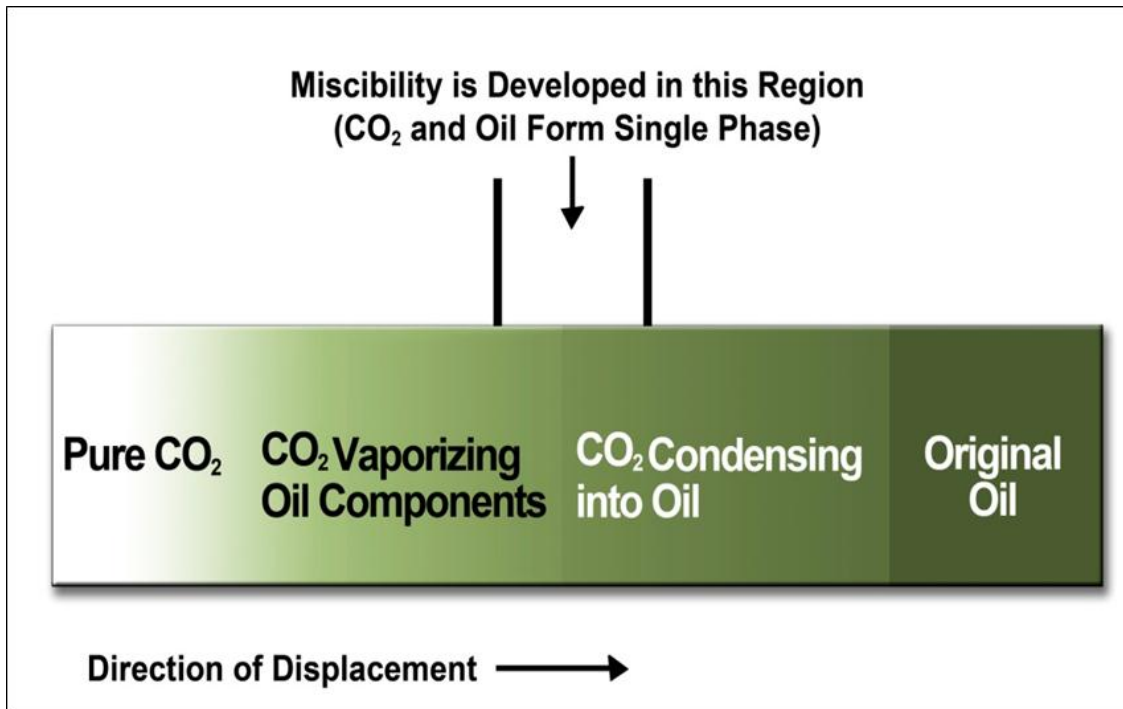 Miscibility is Developed in this Region
(CO₂ and Oil Form Single Phase)
Pure CO₂
CO₂ Vaporizing
Oil Components
CO₂ Condensing
into Oil
Original
Oil
Direction of Displacement